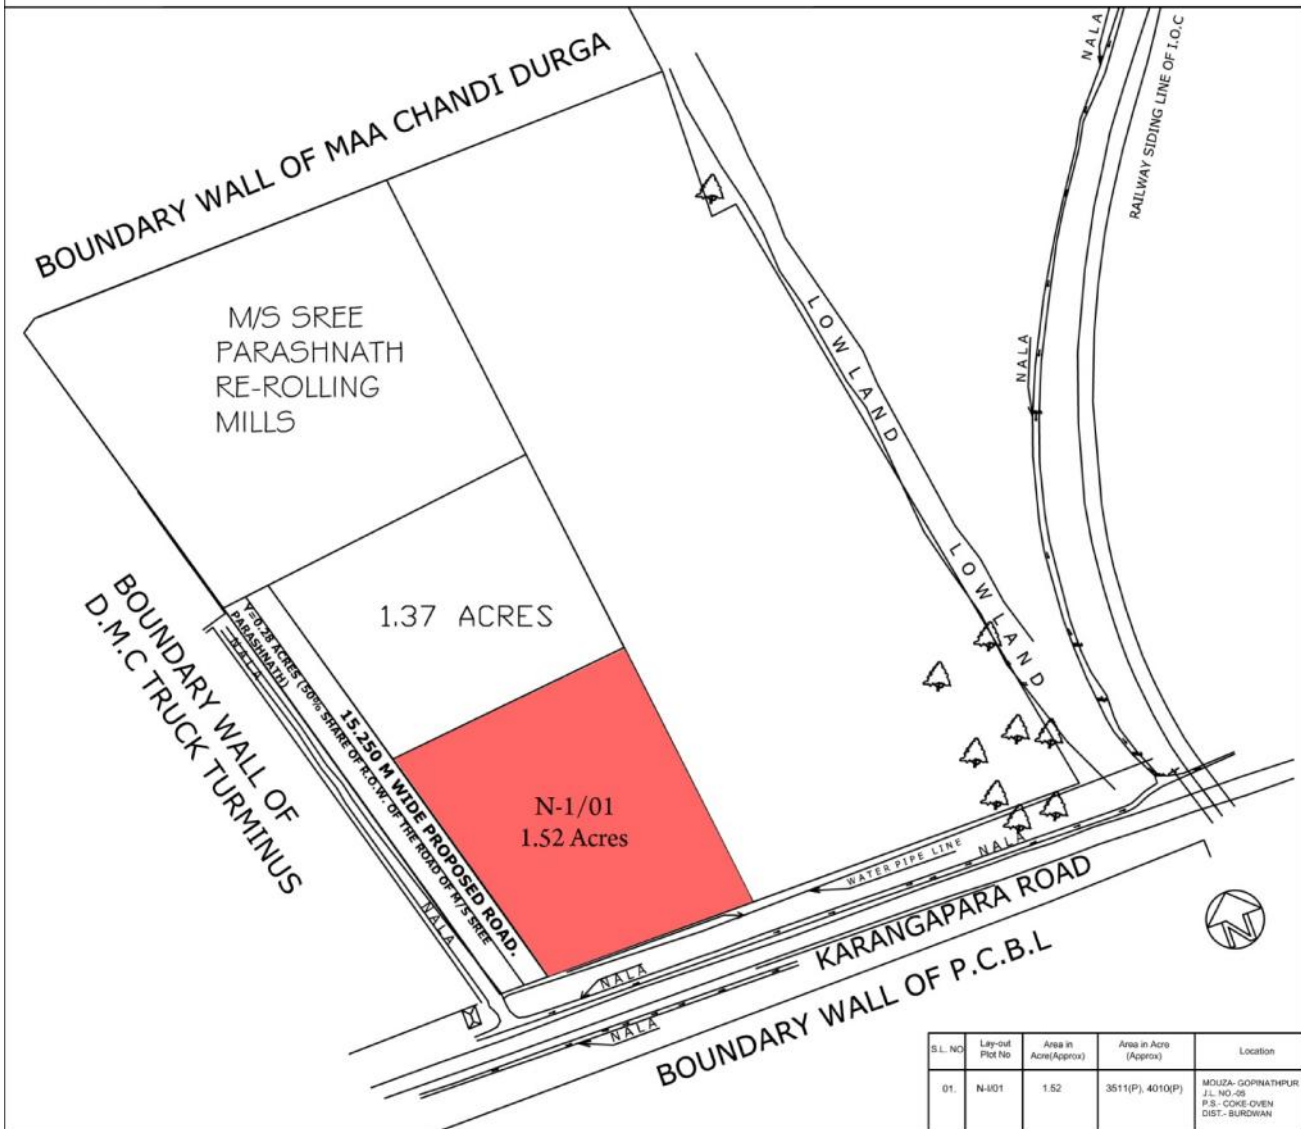 BOUNDARY WALL OF MAA CHANDI DURGA
NALA
RAILWAY SIDING LINE OF I.O.C
M/S SREE
PARASHNATH
RE-ROLLING
MILLS
LOW LAND
NALA
LOW LAND
BOUNDARY WALL OF
D.M.C TRUCK TURMINUS
1.37 ACRES
Y=0.28 ACRES (50% SHARE OF R.O.W. OF THE ROAD OF M/S SREE
PARASHNATH)
NALA
15.250 M WIDE PROPOSED ROAD.
NALA
N-1/01
1.52 Acres
WATER PIPE LINE
NALA
NALA
NALA
KARANGAPARA ROAD
BOUNDARY WALL OF P.C.B.L
N
S.L. NO
Lay-out
Plot No
Area in
Acre(Approx)
Area in Acre
(Approx)
Location
01.
N-I/01
1.52
3511(P), 4010(P)
MOUZA- GOPINATHPUR
J.L. NO.-05
P.S.- COKE-OVEN
DIST.- BURDWAN